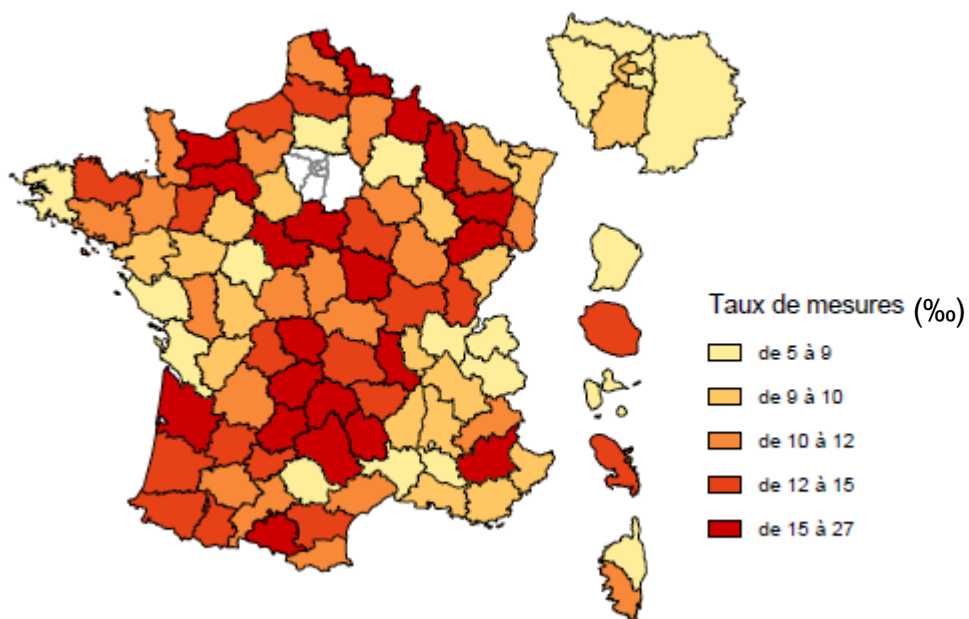 Taux de mesures (‰)
de 5 à 9
de 9 à 10
de 10 à 12
de 12 à 15
de 15 à 27